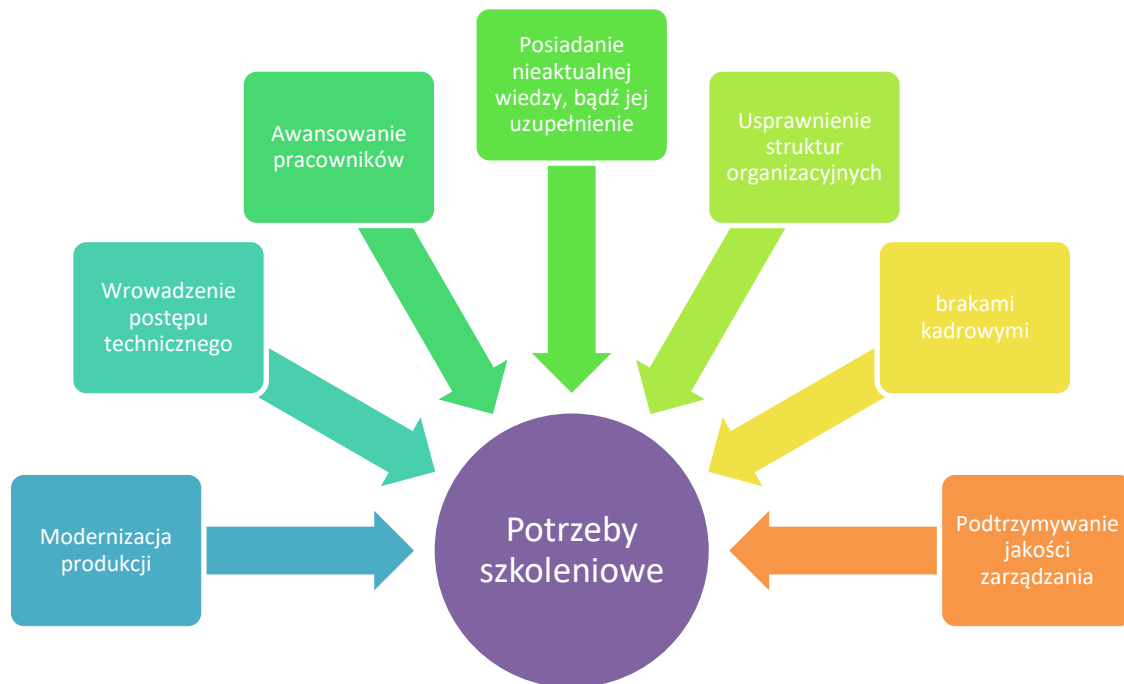 Modernizacja
produkcji
Wrowadzenie
postępu
technicznego
Awansowanie
pracowników
Posiadanie
nieaktualnej
wiedzy, bądź jej
uzupełnienie
Usprawnienie
struktur
organizacyjnych
brakami
kadrowymi
Podtrzymywanie
jakości
zarządzania
Potrzeby
szkoleniowe